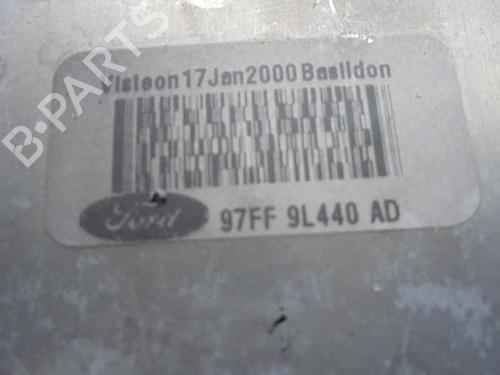 Visteon 17Jan2000 Basildon
Ford 97FF 9L440 AD
B-PARTS